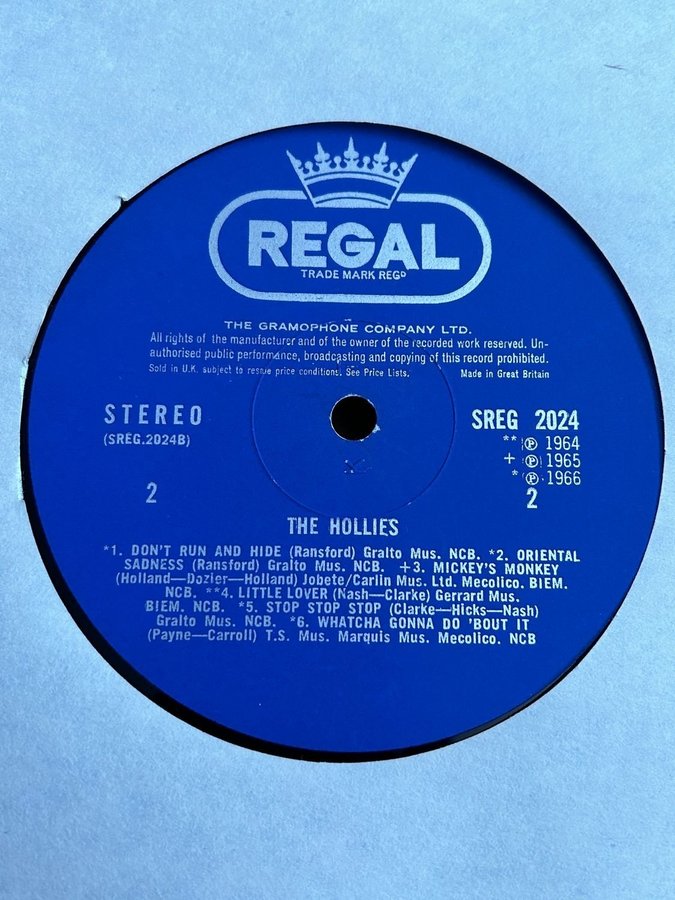 REGAL
TRADE MARK REGD
THE GRAMOPHONE COMPANY LTD.
All rights of the manufacturer and of the owner of the recorded work reserved. Un-
authorised public performance, broadcasting and copying of this record prohibited.
Sold in U.K. subject to resale price conditions. See Price Lists. Made in Great Britain
STEREO SREG 2024
(SREG.2024B) ** ℗ 1964
+ ℗ 1965
* ℗ 1966
2 2
THE HOLLIES
*1. DON'T RUN AND HIDE (Ransford) Gralto Mus. NCB. *2. ORIENTAL
SADNESS (Ransford) Gralto Mus. NCB. +3. MICKEY'S MONKEY
(Holland—Dozier—Holland) Jobete/Carlin Mus. Ltd. Mecolico. BIEM.
NCB. **4. LITTLE LOVER (Nash—Clarke) Gerrard Mus.
BIEM. NCB. *5. STOP STOP STOP (Clarke—Hicks—Nash)
Gralto Mus. NCB. *6. WHATCHA GONNA DO 'BOUT IT
(Payne—Carroll) T.S. Mus. Marquis Mus. Mecolico. NCB